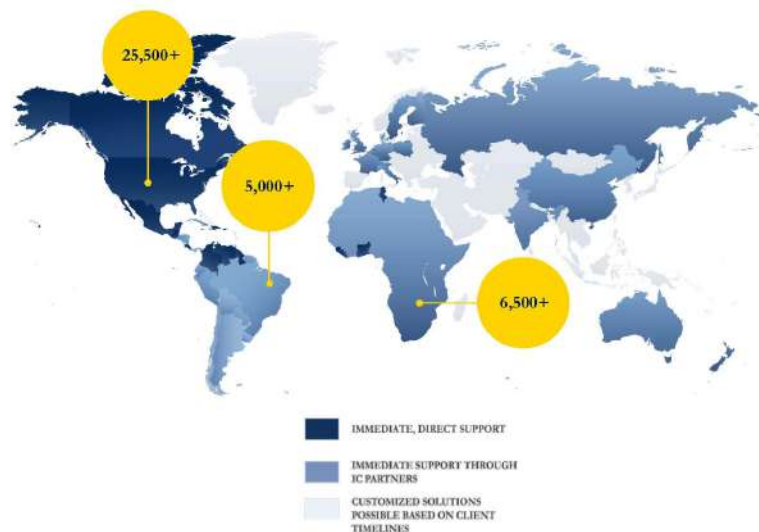 25,500+
5,000+
6,500+
IMMEDIATE, DIRECT SUPPORT
IMMEDIATE SUPPORT THROUGH
IC PARTNERS
CUSTOMIZED SOLUTIONS
POSSIBLE BASED ON CLIENT
TIMELINES